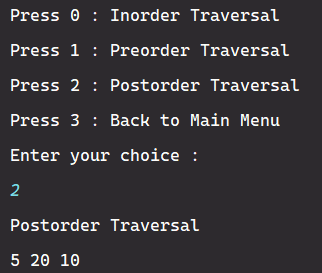 Press 0 : Inorder Traversal
Press 1 : Preorder Traversal
Press 2 : Postorder Traversal
Press 3 : Back to Main Menu
Enter your choice :
2
Postorder Traversal
5 20 10